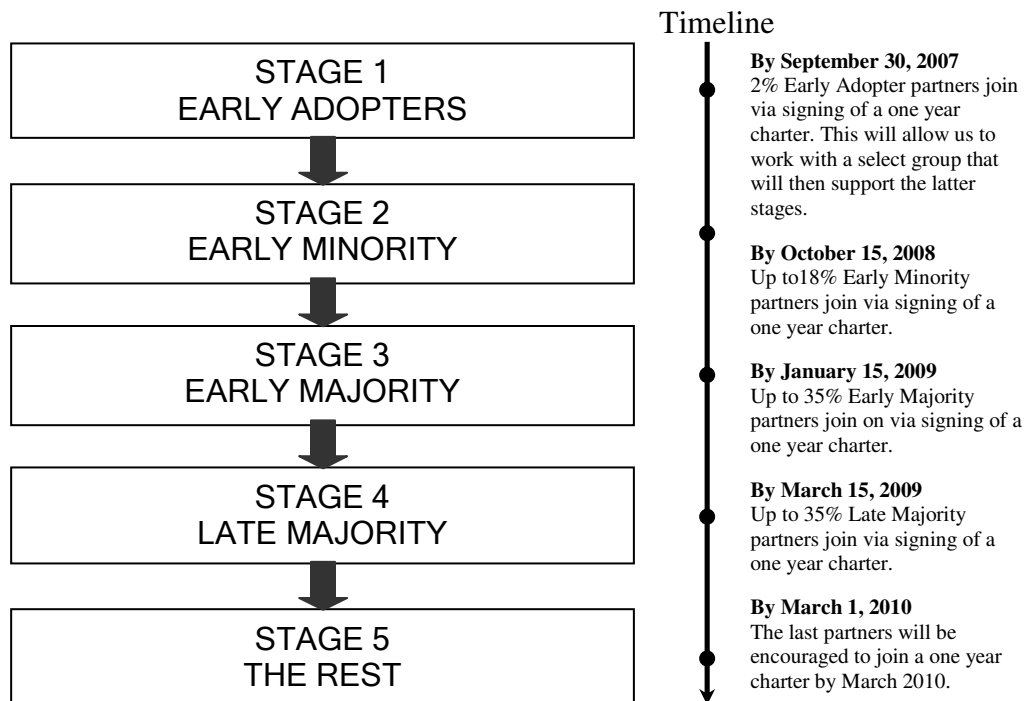 Timeline
STAGE 1
EARLY ADOPTERS
By September 30, 2007
2% Early Adopter partners join
via signing of a one year
charter. This will allow us to
work with a select group that
will then support the latter
stages.
STAGE 2
EARLY MINORITY
By October 15, 2008
Up to18% Early Minority
partners join via signing of a
one year charter.
STAGE 3
EARLY MAJORITY
By January 15, 2009
Up to 35% Early Majority
partners join on via signing of a
one year charter.
STAGE 4
LATE MAJORITY
By March 15, 2009
Up to 35% Late Majority
partners join via signing of a
one year charter.
STAGE 5
THE REST
By March 1, 2010
The last partners will be
encouraged to join a one year
charter by March 2010.